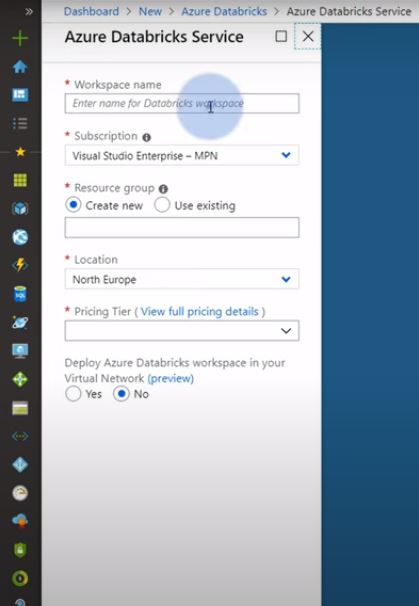 » Dashboard > New > Azure Databricks > Azure Databricks Service
Azure Databricks Service
* Workspace name
Enter name for Databricks workspace
* Subscription
Visual Studio Enterprise – MPN
* Resource group
Create new Use existing
* Location
North Europe
* Pricing Tier ( View full pricing details )
Deploy Azure Databricks workspace in your
Virtual Network (preview)
Yes No
SQL